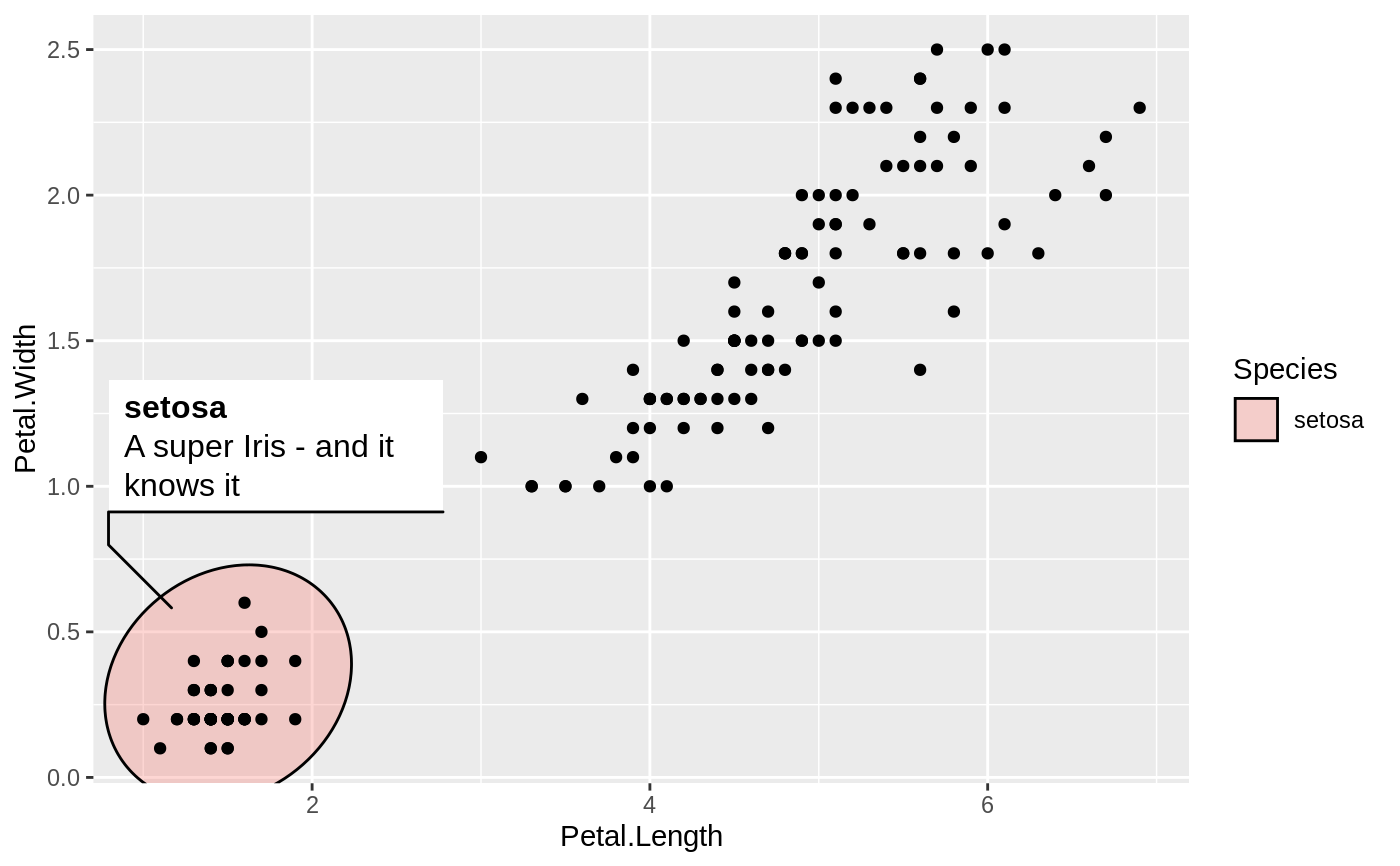 2.5
2.0
1.5
1.0
0.5
0.0
Petal.Width
setosa
A super Iris - and it
knows it
2
4
6
Petal.Length
Species
setosa